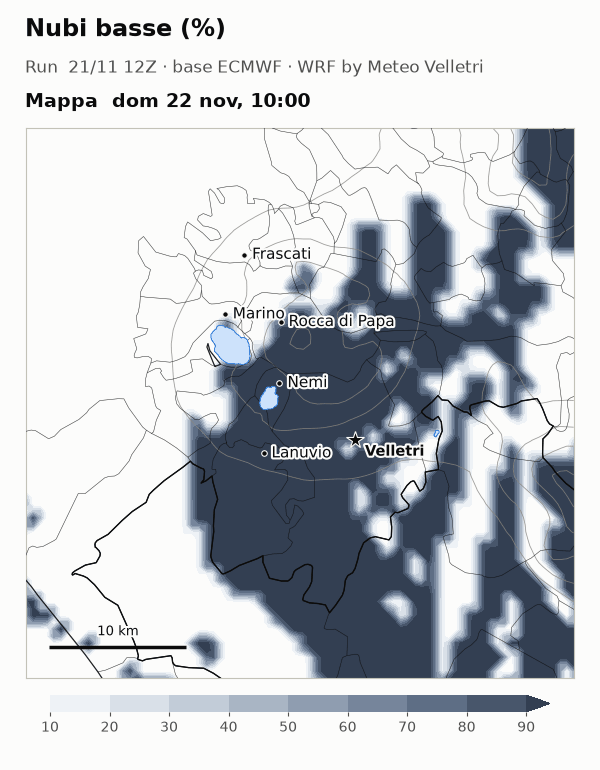 Nubi basse (%)
Run  21/11 12Z · base ECMWF · WRF by Meteo Velletri
Mappa  dom 22 nov, 10:00
Frascati
Marino
Rocca di Papa
Nemi
Velletri
Lanuvio
10 km
10 20 30 40 50 60 70 80 90